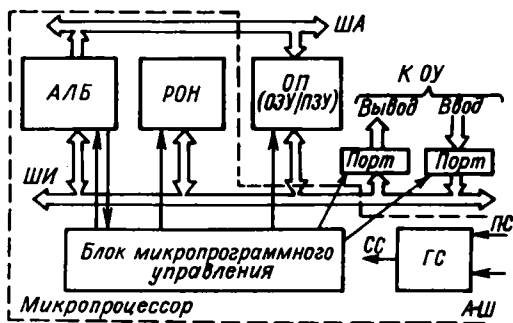 ША
АЛБ
РОН
ОП
(ОЗУ/ПЗУ)
К ОУ
Вывод
Ввод
Порт
Порт
ШИ
Блок микропрограммного
управления
СС
ГС
ПС
Микропроцессор
А-Ш